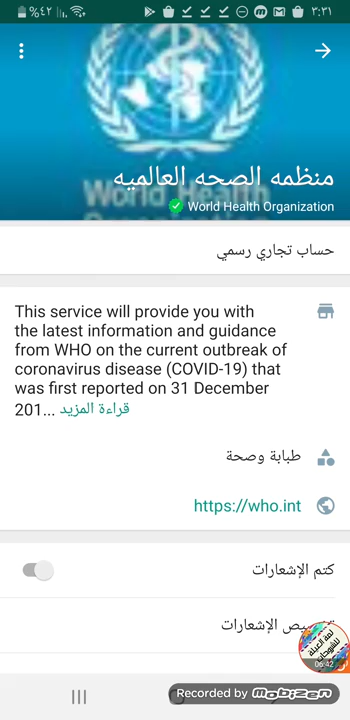 %٤٢
٣:٣١
منظمه الصحه العالميه
World Health Organization
حساب تجاري رسمي
This service will provide you with
the latest information and guidance
from WHO on the current outbreak of
coronavirus disease (COVID-19) that
was first reported on 31 December
201... قراءة المزيد
طبابة وصحة
https://who.int
كتم الإشعارات
الإشعارات
06:42
Recorded by mobizen